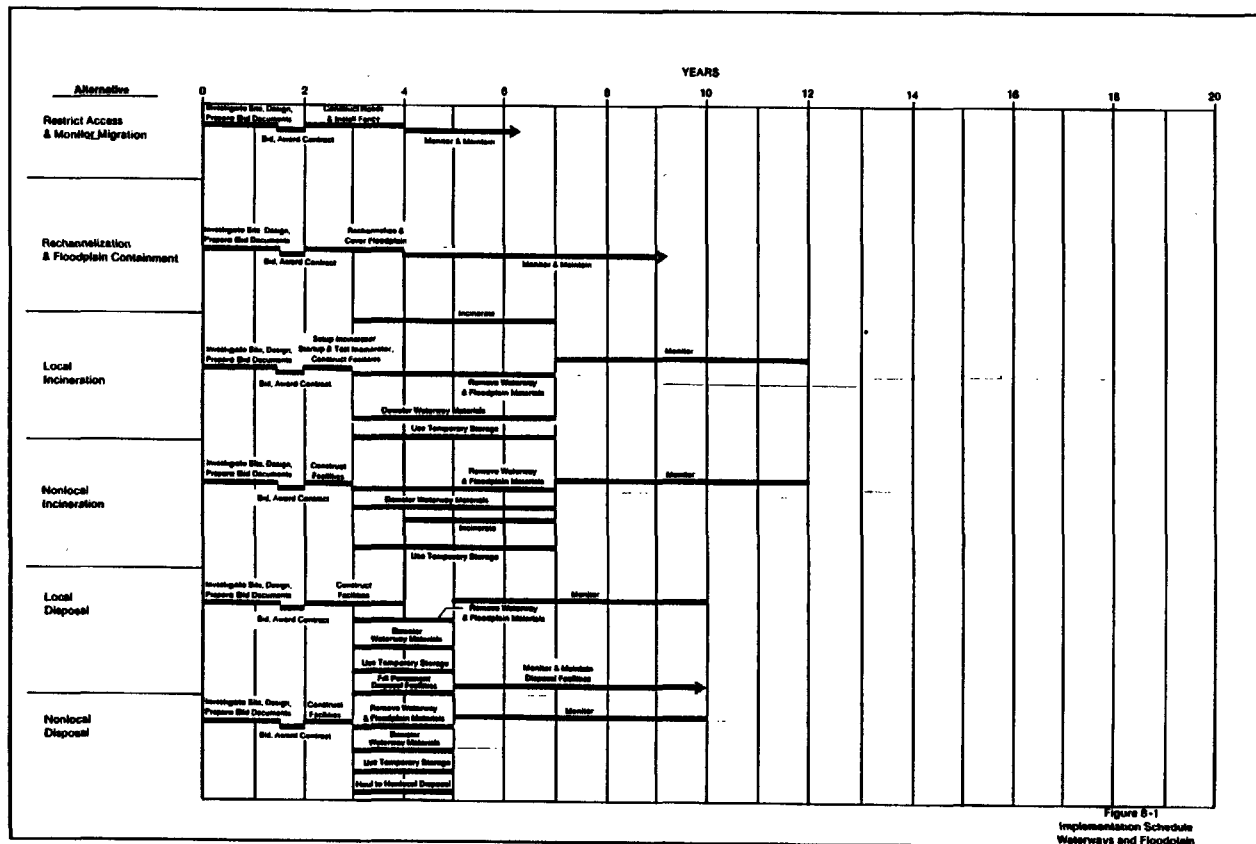 YEARS
Alternative
0 2 4 6 8 10 12 14 16 18 20
Restrict Access
& Monitor Migration
Investigate Site, Design,
Prepare Bid Documents
Bid, Award Contract
Construct
& Install Fence
Monitor & Maintain
Rechannelization
& Floodplain Containment
Investigate Site, Design,
Prepare Bid Documents
Bid, Award Contract
Rechannelize &
Cover Floodplain
Monitor & Maintain
Local
Incineration
Incinerate
Investigate Site, Design,
Prepare Bid Documents
Bid, Award Contract
Setup Incinerator
Startup & Test Incinerator,
Construct Features
Remove Waterway
& Floodplain Materials
Monitor
Dewater Waterway Materials
Use Temporary Storage
Nonlocal
Incineration
Investigate Site, Design,
Prepare Bid Documents
Bid, Award Contract
Construct
Facilities
Remove Waterway
& Floodplain Materials
Monitor
Dewater Waterway Materials
Incinerate
Use Temporary Storage
Local
Disposal
Investigate Site, Design,
Prepare Bid Documents
Bid, Award Contract
Construct
Facilities
Monitor
Remove Waterway
& Floodplain Materials
Dewater
Waterway Materials
Use Temporary Storage
Fill Permanent
Disposal Facilities
Monitor & Maintain
Disposal Facilities
Nonlocal
Disposal
Investigate Site, Design,
Prepare Bid Documents
Bid, Award Contract
Construct
Facilities
Remove Waterway
& Floodplain Materials
Monitor
Dewater
Waterway Materials
Use Temporary Storage
Haul to Nonlocal Disposal
Figure 8-1
Implementation Schedule
Waterways and Floodplain